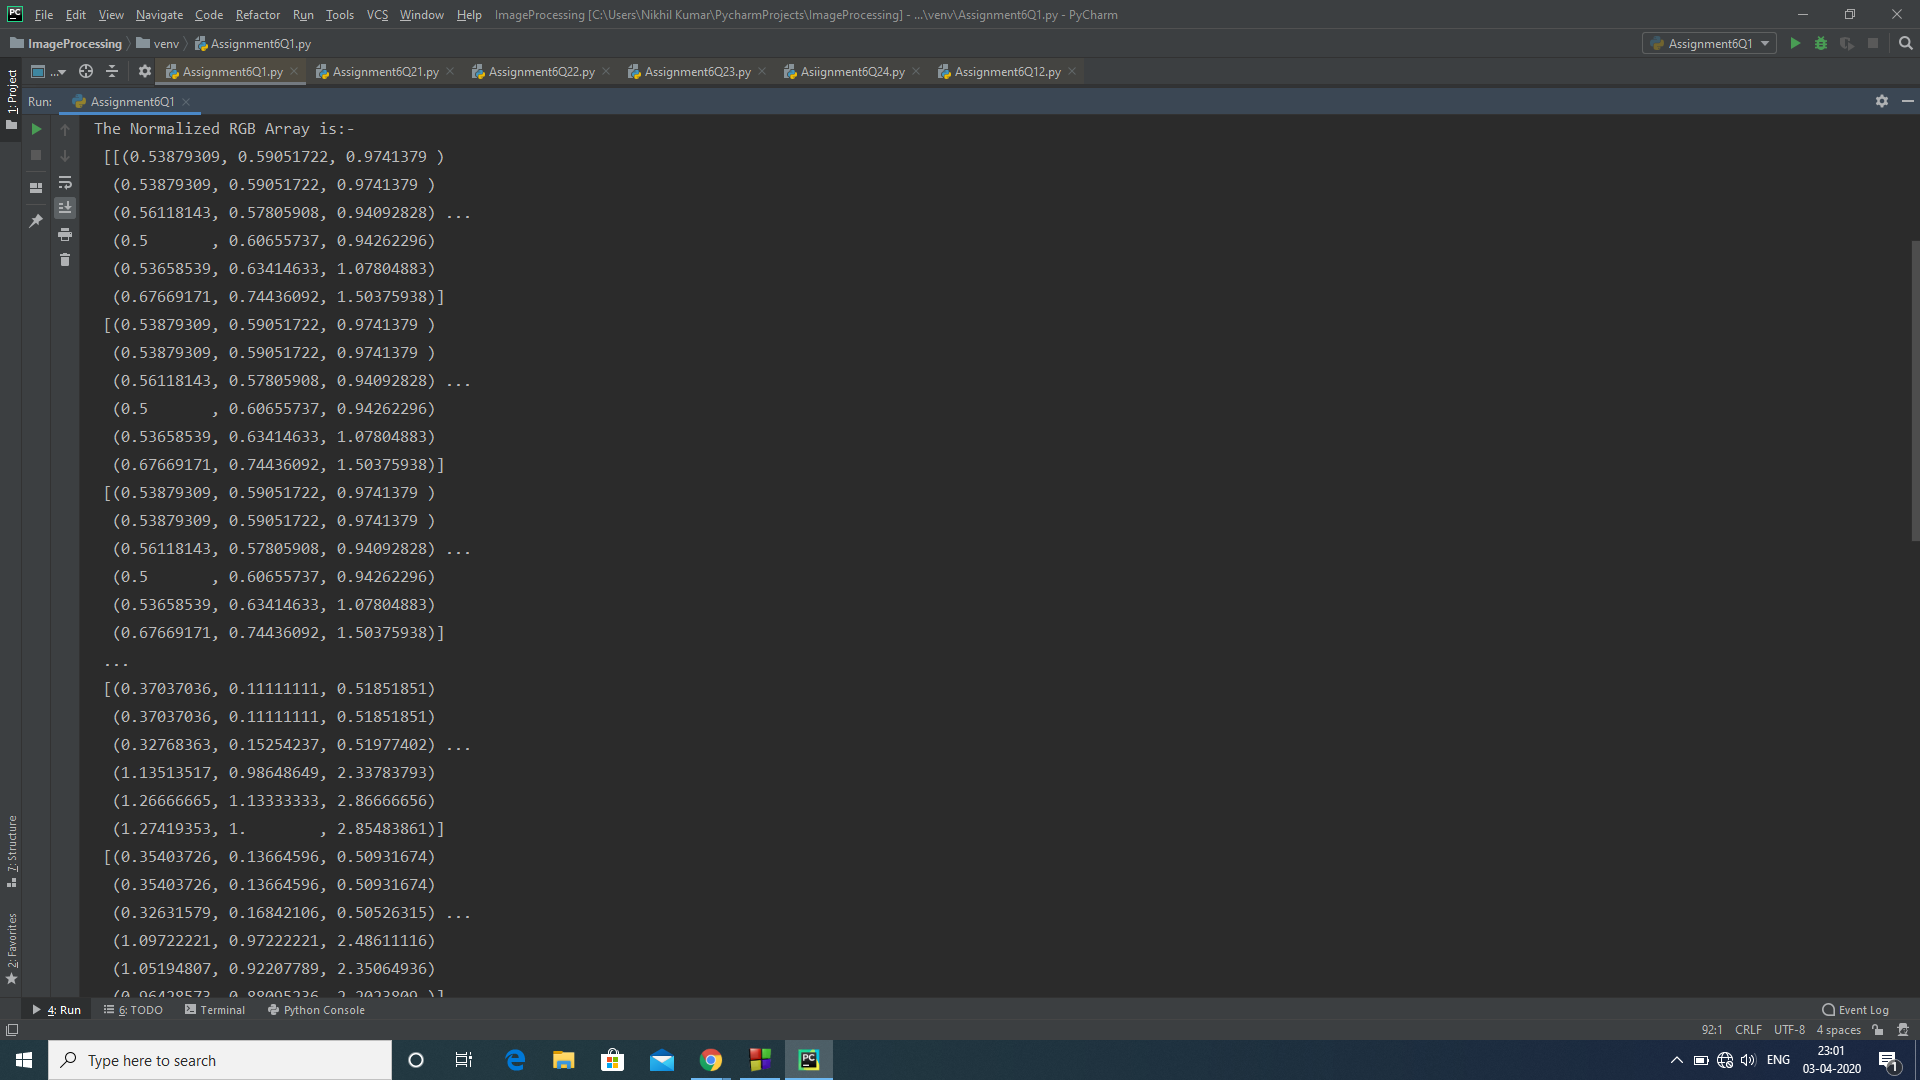 PC File Edit View Navigate Code Refactor Run Tools VCS Window Help ImageProcessing [C:\Users\Nikhil Kumar\PycharmProjects\ImageProcessing] - ...\venv\Assignment6Q1.py - PyCharm
ImageProcessing venv Assignment6Q1.py Assignment6Q1
1: Project
... Assignment6Q1.py Assignment6Q21.py Assignment6Q22.py Assignment6Q23.py Asiignment6Q24.py Assignment6Q12.py
Run: Assignment6Q1
The Normalized RGB Array is:-
[[(0.53879309, 0.59051722, 0.9741379 )
(0.53879309, 0.59051722, 0.9741379 )
(0.56118143, 0.57805908, 0.94092828) ...
(0.5       , 0.60655737, 0.94262296)
(0.53658539, 0.63414633, 1.07804883)
(0.67669171, 0.74436092, 1.50375938)]
[(0.53879309, 0.59051722, 0.9741379 )
(0.53879309, 0.59051722, 0.9741379 )
(0.56118143, 0.57805908, 0.94092828) ...
(0.5       , 0.60655737, 0.94262296)
(0.53658539, 0.63414633, 1.07804883)
(0.67669171, 0.74436092, 1.50375938)]
[(0.53879309, 0.59051722, 0.9741379 )
(0.53879309, 0.59051722, 0.9741379 )
(0.56118143, 0.57805908, 0.94092828) ...
(0.5       , 0.60655737, 0.94262296)
(0.53658539, 0.63414633, 1.07804883)
(0.67669171, 0.74436092, 1.50375938)]
...
[(0.37037036, 0.11111111, 0.51851851)
(0.37037036, 0.11111111, 0.51851851)
(0.32768363, 0.15254237, 0.51977402) ...
(1.13513517, 0.98648649, 2.33783793)
(1.26666665, 1.13333333, 2.86666656)
(1.27419353, 1.        , 2.85483861)]
[(0.35403726, 0.13664596, 0.50931674)
(0.35403726, 0.13664596, 0.50931674)
(0.32631579, 0.16842106, 0.50526315) ...
(1.09722221, 0.97222221, 2.48611116)
(1.05194807, 0.92207789, 2.35064936)
(0.96428573, 0.88095236, 2.2023809 )]
7: Structure
2: Favorites
4: Run 6: TODO Terminal Python Console Event Log
92:1 CRLF UTF-8 4 spaces
Type here to search PC ENG 23:01
03-04-2020 1